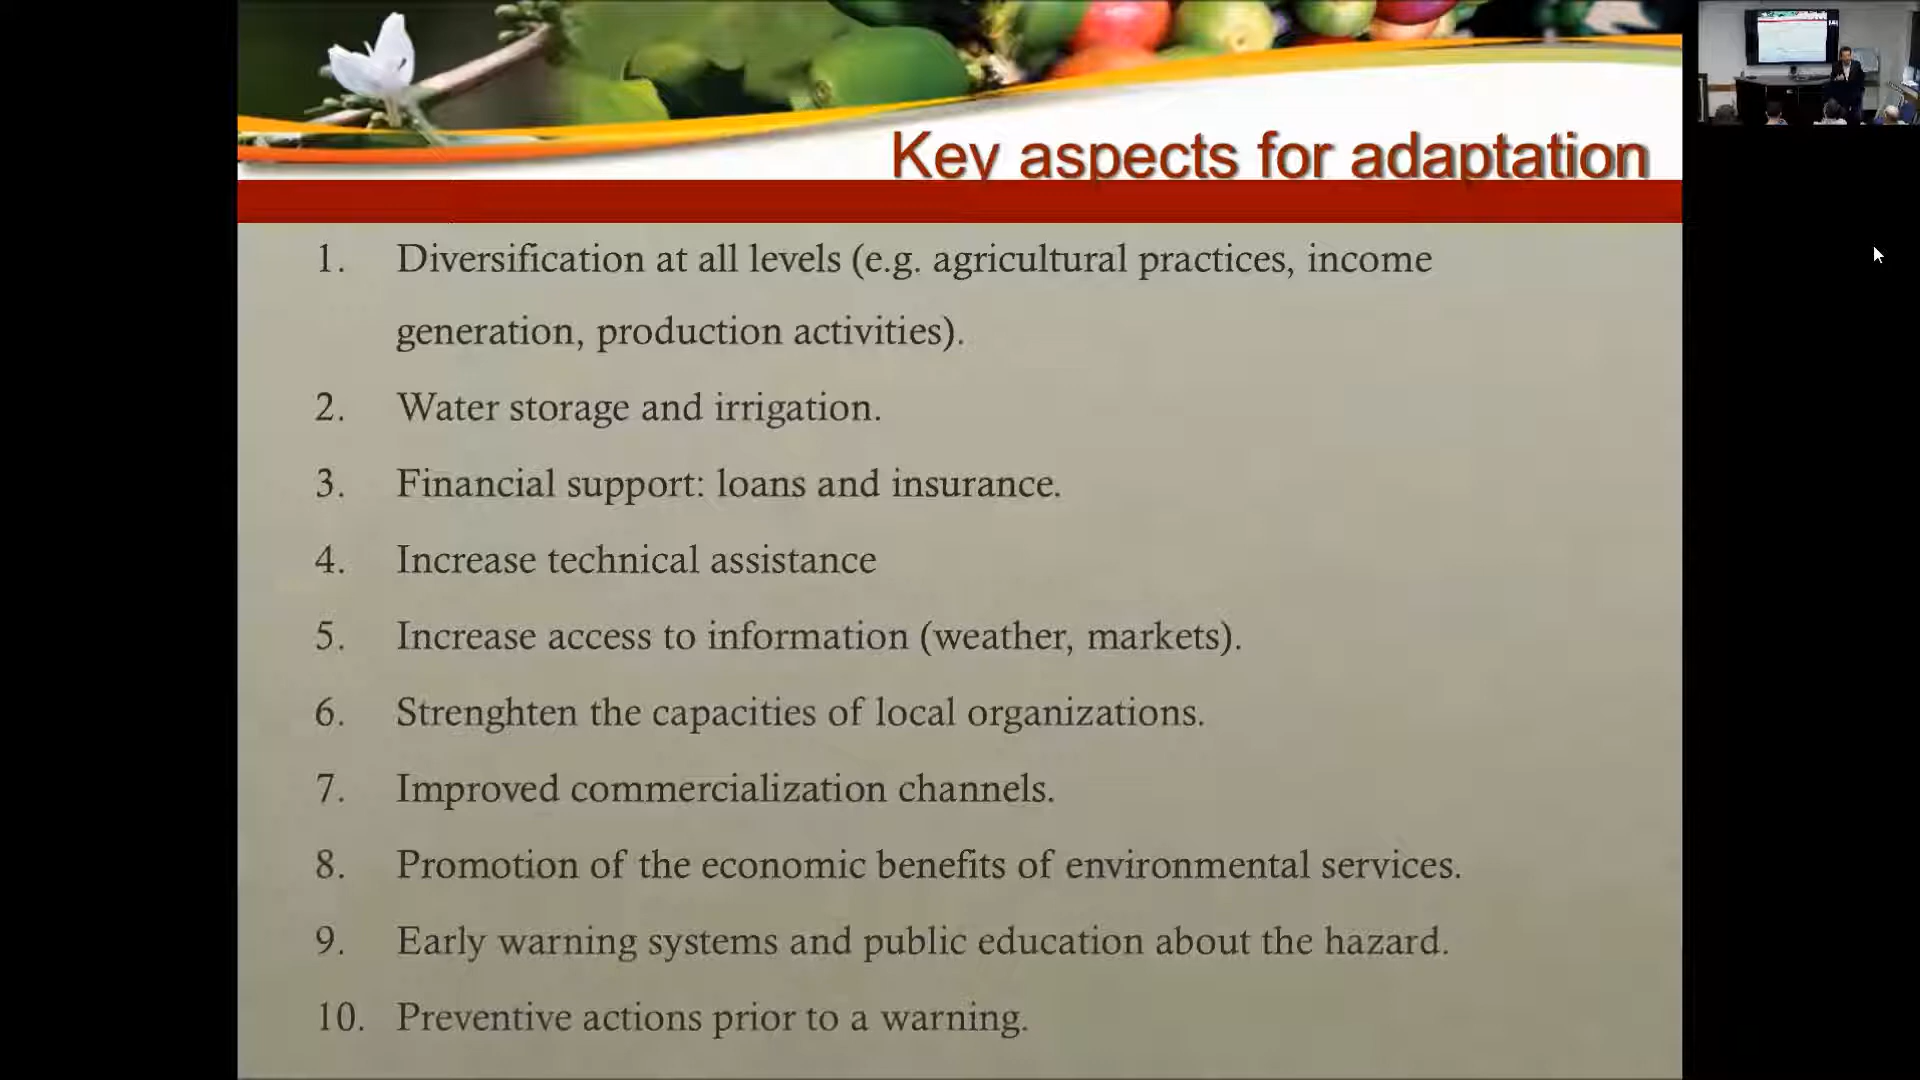 Key aspects for adaptation
1. Diversification at all levels (e.g. agricultural practices, income
generation, production activities).
2. Water storage and irrigation.
3. Financial support: loans and insurance.
4. Increase technical assistance
5. Increase access to information (weather, markets).
6. Strenghten the capacities of local organizations.
7. Improved commercialization channels.
8. Promotion of the economic benefits of environmental services.
9. Early warning systems and public education about the hazard.
10. Preventive actions prior to a warning.